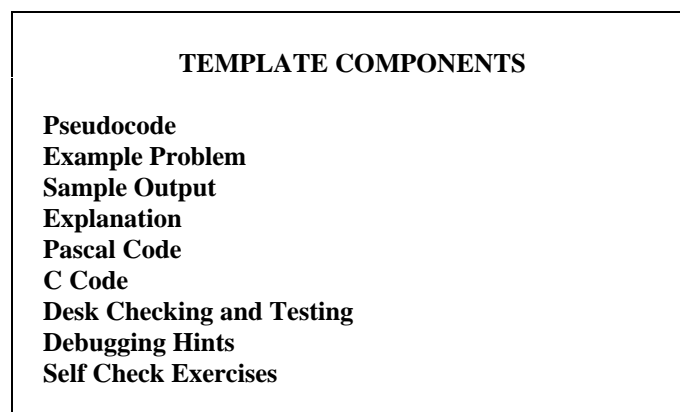 TEMPLATE COMPONENTS
Pseudocode
Example Problem
Sample Output
Explanation
Pascal Code
C Code
Desk Checking and Testing
Debugging Hints
Self Check Exercises